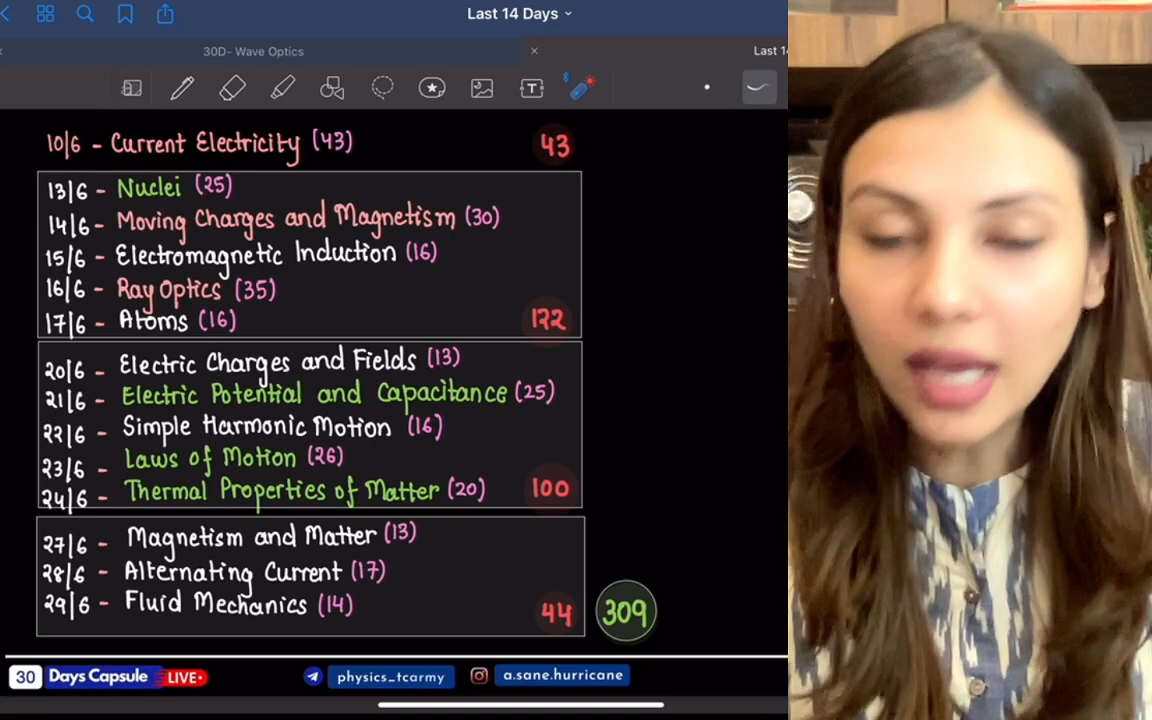 Last 14 Days
30D- Wave Optics
Last 14
10/6 - Current Electricity (43) 43
13/6 - Nuclei (25)
14/6 - Moving Charges and Magnetism (30)
15/6 - Electromagnetic Induction (16)
16/6 - Ray Optics (35)
17/6 - Atoms (16) 122
20/6 - Electric Charges and Fields (13)
21/6 - Electric Potential and Capacitance (25)
22/6 - Simple Harmonic Motion (16)
23/6 - Laws of Motion (26)
24/6 - Thermal Properties of Matter (20) 100
27/6 - Magnetism and Matter (13)
28/6 - Alternating Current (17)
29/6 - Fluid Mechanics (14) 44 309
30 Days Capsule LIVE physics_tcarmy a.sane.hurricane